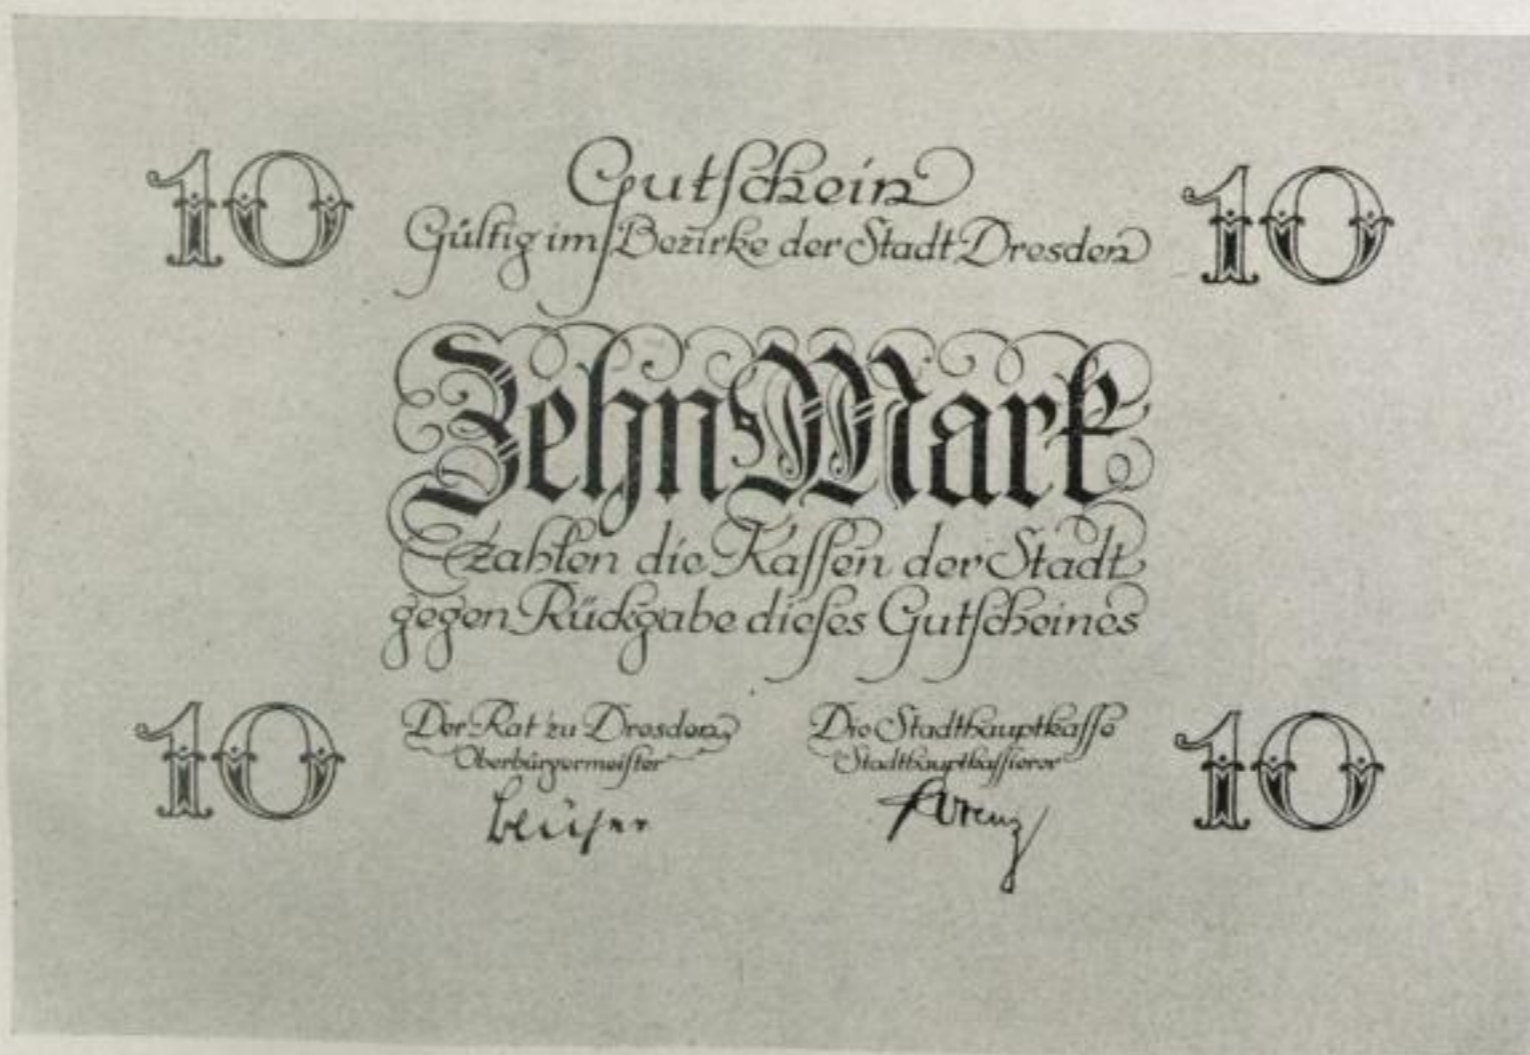 10 Gutſchein 10
Gültig im Bezirke der Stadt Dresden
Zehn Mark
zahlen die Kaſſen der Stadt
gegen Rückgabe dieſes Gutſcheines
10 Der Rat zu Dresden Die Stadthauptkaſſe 10
Oberbürgermeiſter Stadthauptkaſſierer